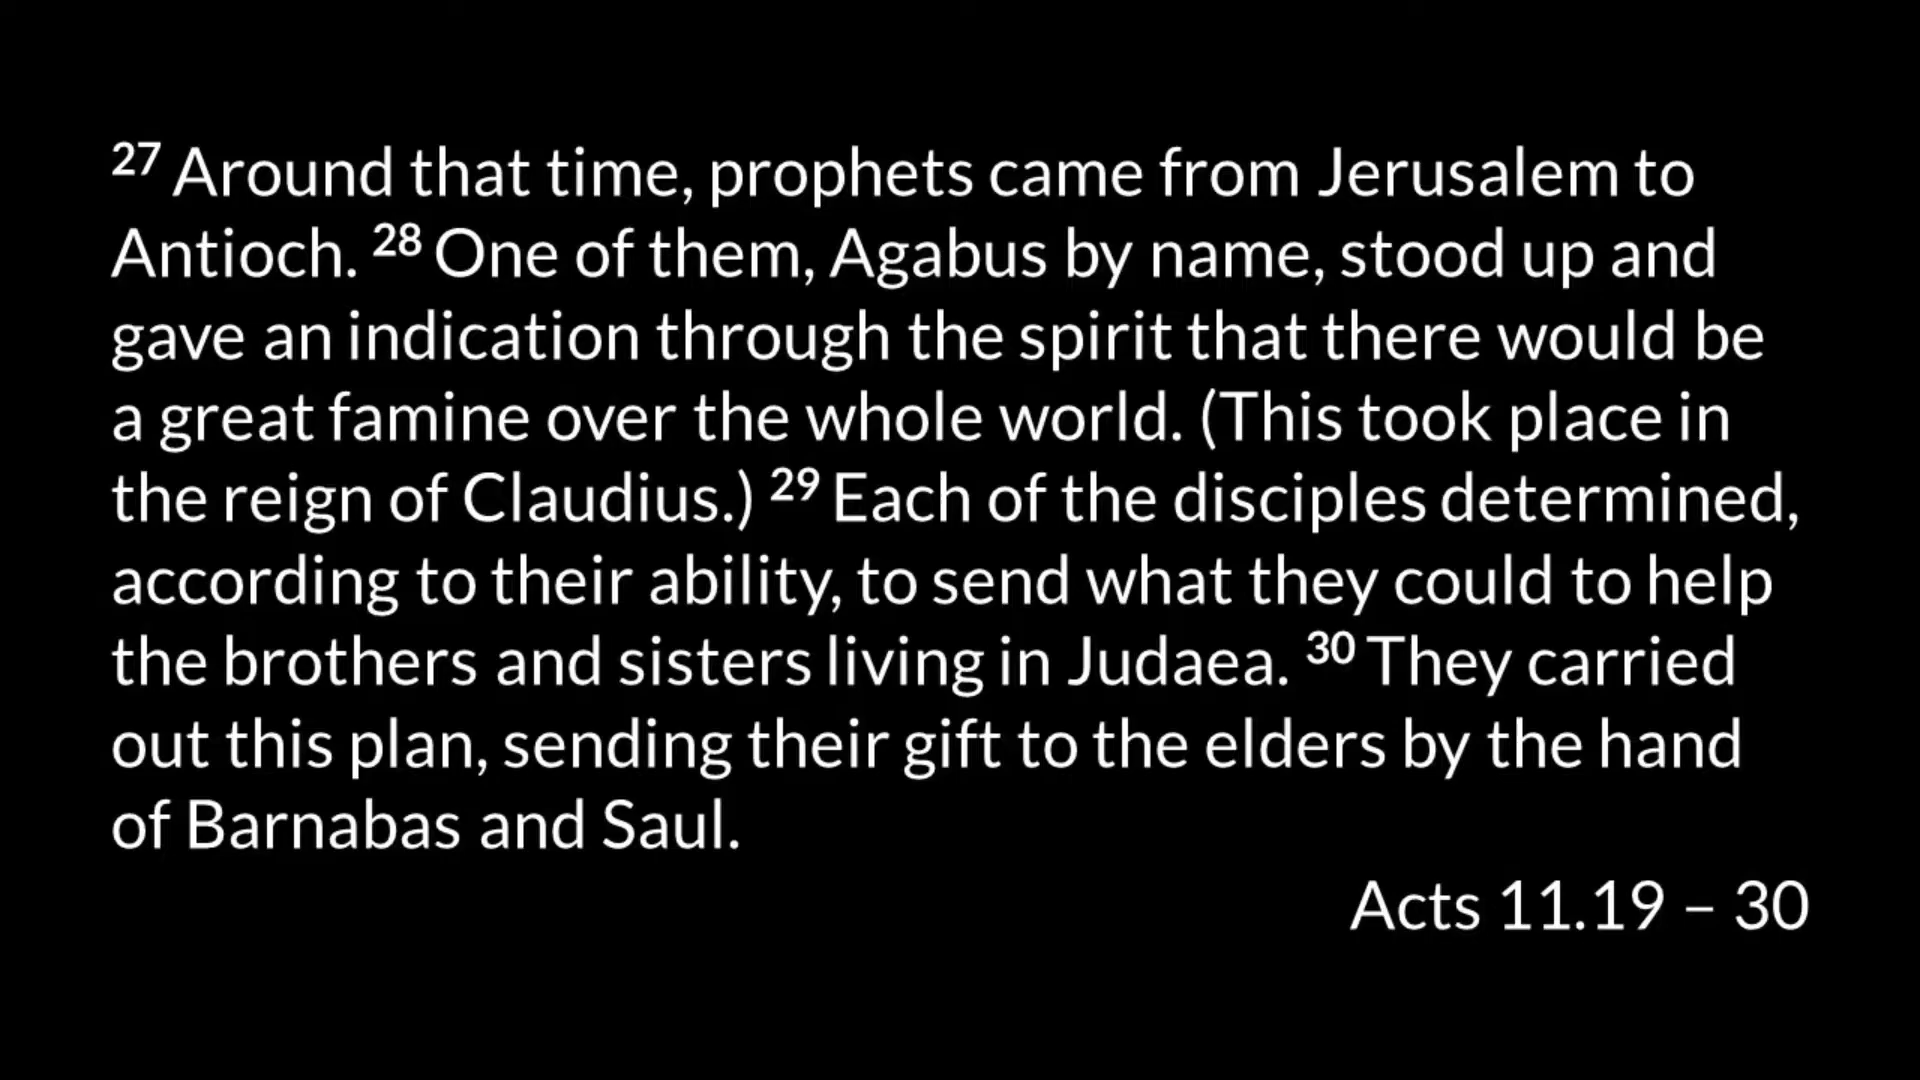 27 Around that time, prophets came from Jerusalem to
Antioch. 28 One of them, Agabus by name, stood up and
gave an indication through the spirit that there would be
a great famine over the whole world. (This took place in
the reign of Claudius.) 29 Each of the disciples determined,
according to their ability, to send what they could to help
the brothers and sisters living in Judaea. 30 They carried
out this plan, sending their gift to the elders by the hand
of Barnabas and Saul.
Acts 11.19 – 30